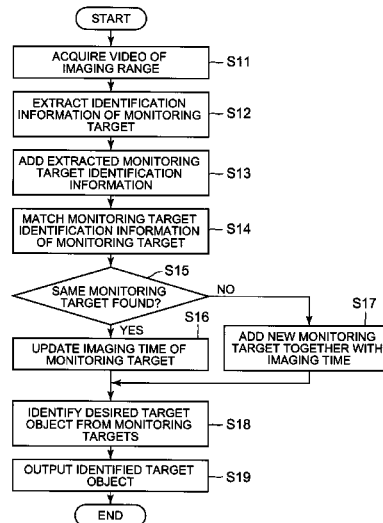 START
ACQUIRE VIDEO OF
IMAGING RANGE
S11
EXTRACT IDENTIFICATION
INFORMATION OF MONITORING
TARGET
S12
ADD EXTRACTED MONITORING
TARGET IDENTIFICATION
INFORMATION
S13
MATCH MONITORING TARGET
IDENTIFICATION INFORMATION
OF MONITORING TARGET
S14
S15
SAME MONITORING
TARGET FOUND?
NO
YES
S16
S17
UPDATE IMAGING TIME OF
MONITORING TARGET
ADD NEW MONITORING
TARGET TOGETHER WITH
IMAGING TIME
IDENTIFY DESIRED TARGET
OBJECT FROM MONITORING
TARGETS
S18
OUTPUT IDENTIFIED TARGET
OBJECT
S19
END